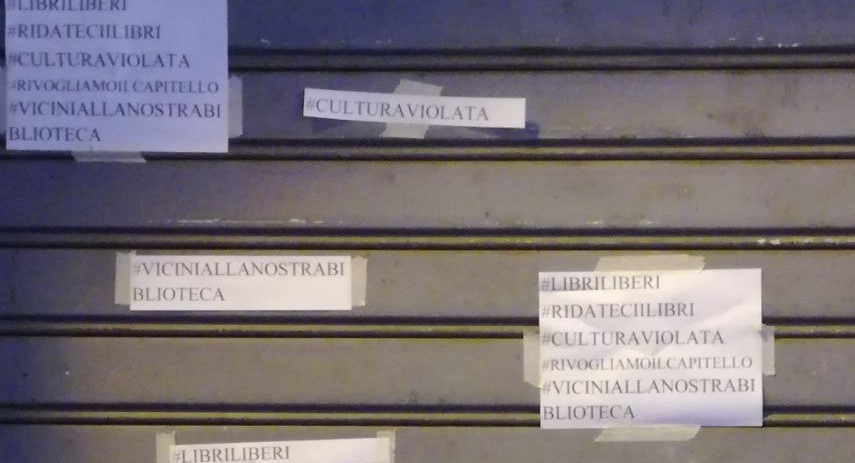 #LIBRILIBERI
#RIDATECIILIBRI
#CULTURAVIOLATA
#RIVOGLIAMOILCAPITELLO
#VICINIALLANOSTRABI
BLIOTECA
#CULTURAVIOLATA
#VICINIALLANOSTRABI
BLIOTECA
#LIBRILIBERI
#RIDATECIILIBRI
#CULTURAVIOLATA
#RIVOGLIAMOILCAPITELLO
#VICINIALLANOSTRABI
BLIOTECA
#LIBRILIBERI